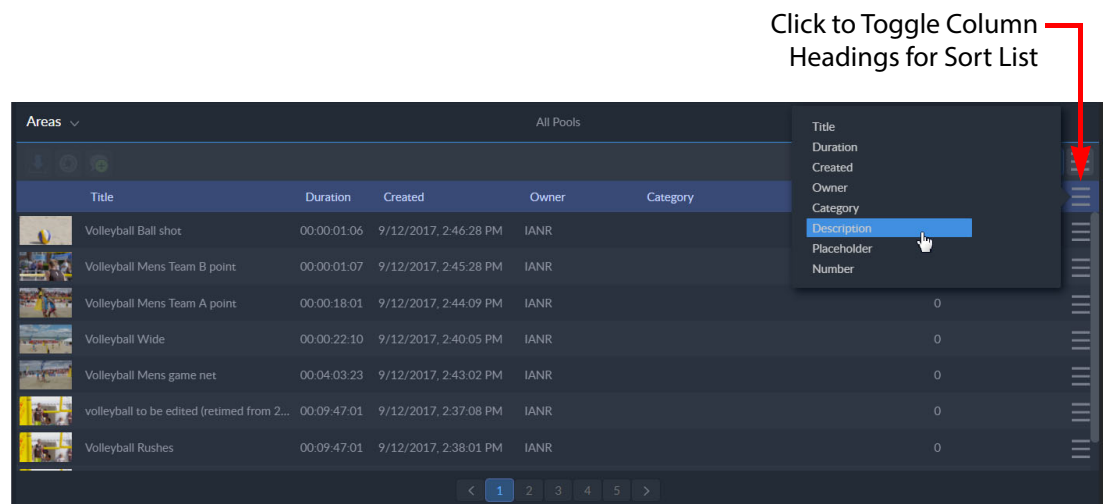 Click to Toggle Column
Headings for Sort List
Areas
All Pools
Title
Duration
Created
Owner
Category
Description
Placeholder
Number
Title Duration Created Owner Category
Volleyball Ball shot 00:00:01:06 9/12/2017, 2:46:28 PM IANR
Volleyball Mens Team B point 00:00:01:07 9/12/2017, 2:45:28 PM IANR
Volleyball Mens Team A point 00:00:18:01 9/12/2017, 2:44:09 PM IANR 0
Volleyball Wide 00:00:22:10 9/12/2017, 2:40:05 PM IANR 0
Volleyball Mens game net 00:04:03:23 9/12/2017, 2:43:02 PM IANR 0
volleyball to be edited (retimed from 2... 00:09:47:01 9/12/2017, 2:37:08 PM IANR 0
Volleyball Rushes 00:09:47:01 9/12/2017, 2:38:01 PM IANR 0
< 1 2 3 4 5 >